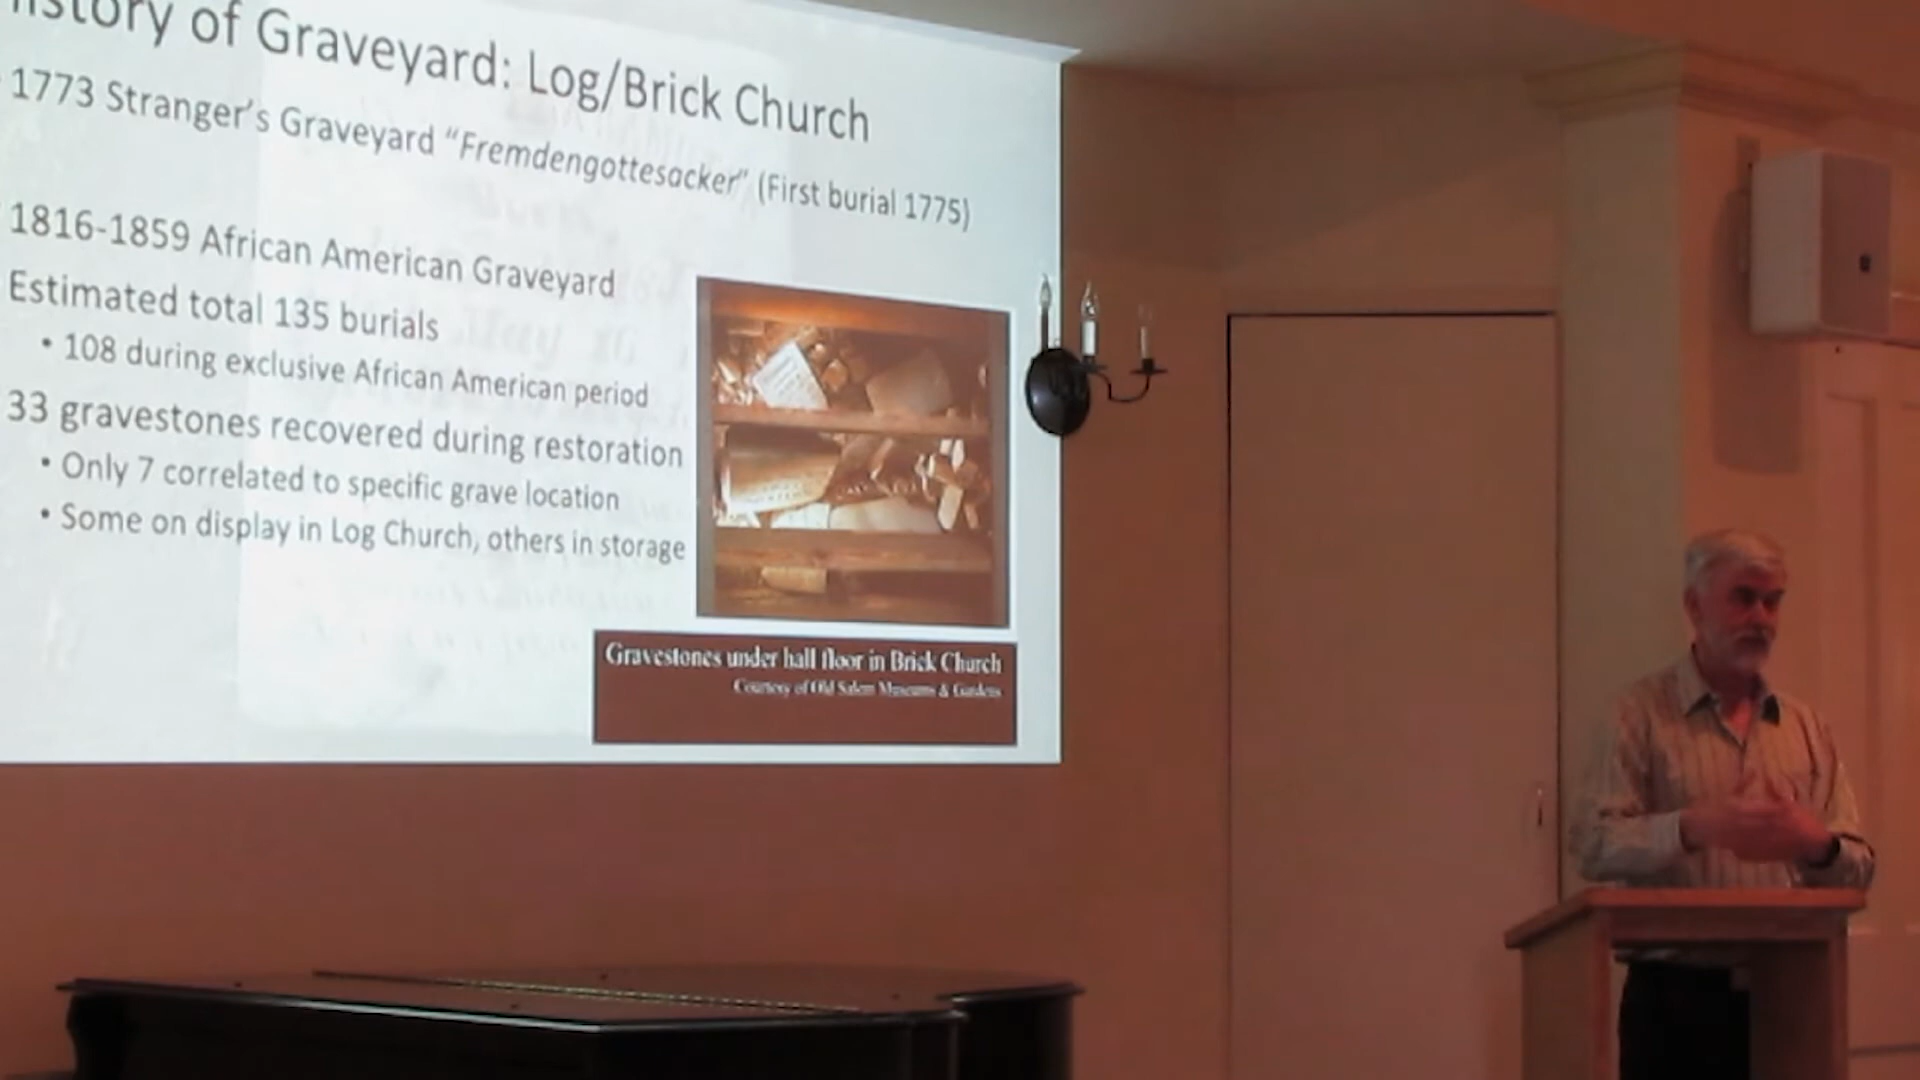 istory of Graveyard: Log/Brick Church
1773 Stranger's Graveyard "Fremdengottesacker" (First burial 1775)
1816-1859 African American Graveyard
Estimated total 135 burials
• 108 during exclusive African American period
33 gravestones recovered during restoration
• Only 7 correlated to specific grave location
• Some on display in Log Church, others in storage
Gravestones under hall floor in Brick Church
Courtesy of Old Salem Museums & Gardens